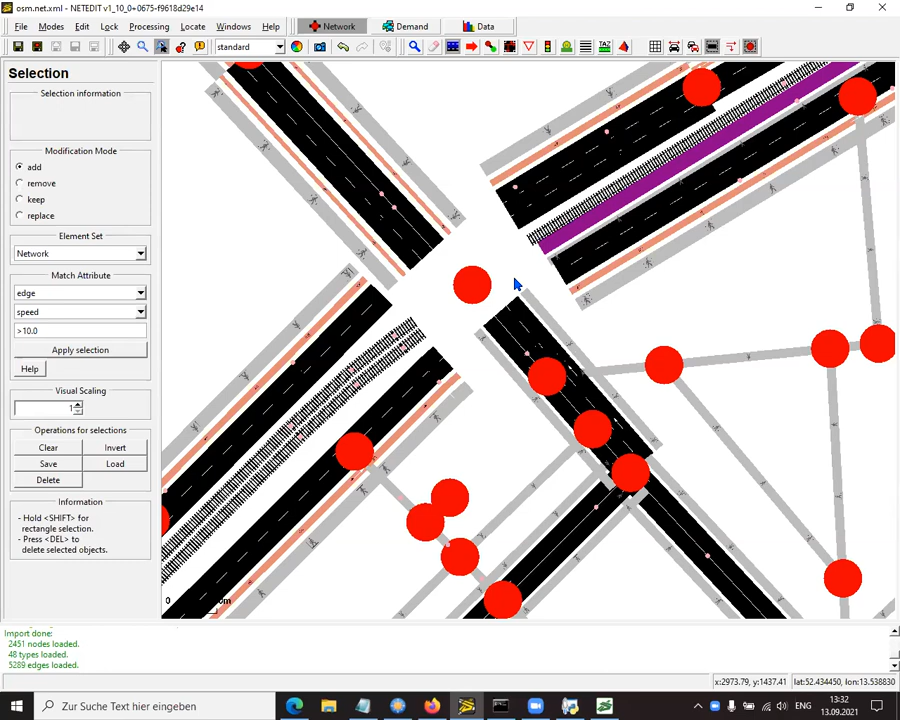 osm.net.xml - NETEDIT v1_10_0+0675-f9618d29e14
File Modes Edit Lock Processing Locate Windows Help Network Demand Data
standard
TAZ
Selection
Selection information
Modification Mode
add
remove
keep
replace
Element Set
Network
Match Attribute
edge
speed
>10.0
Apply selection
Help
Visual Scaling
1
Operations for selections
Clear Invert
Save Load
Delete
Information
- Hold <SHIFT> for
rectangle selection.
- Press <DEL> to
delete selected objects.
0
Import done:
2451 nodes loaded.
48 types loaded.
5289 edges loaded.
x:2973.79, y:1437.41 lat:52.434450, lon:13.538830
Zur Suche Text hier eingeben
ENG
13:32
13.09.2021